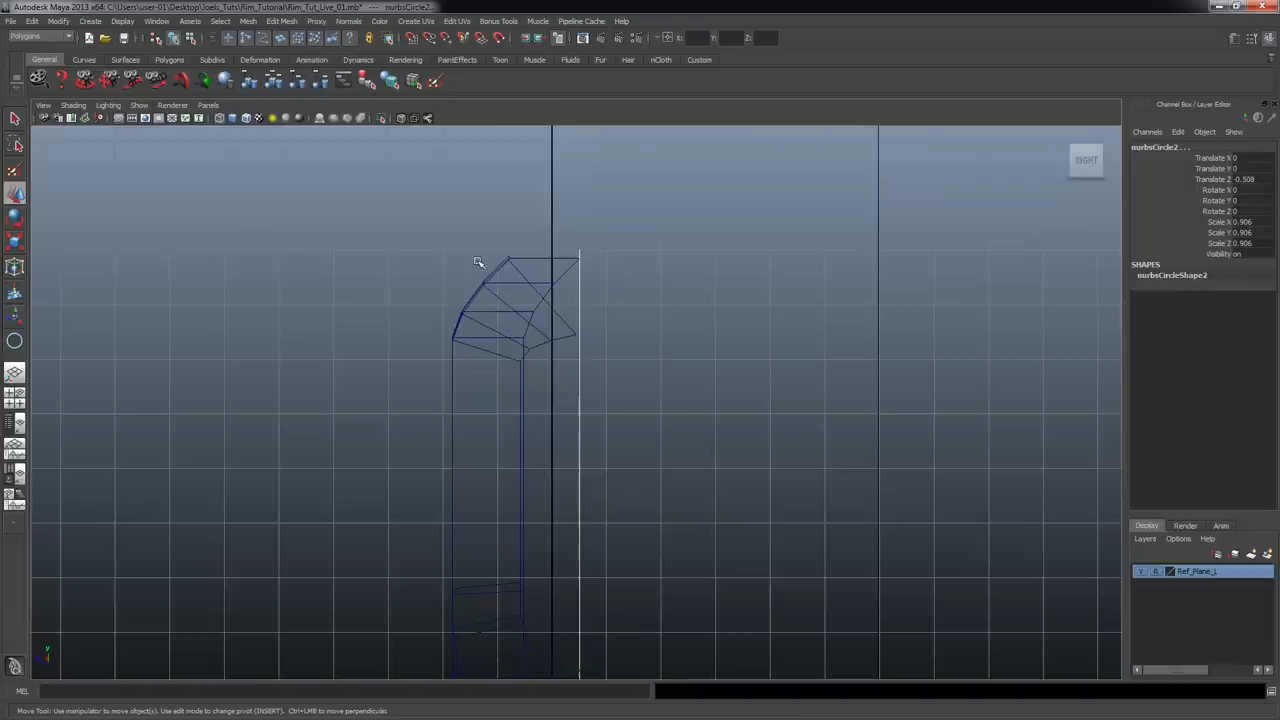 Autodesk Maya 2013 x64: C:\Users\user-01\Desktop\Joels_Tuts\Rim_Tutorial\Rim_Tut_Live_01.mb* --- nurbsCircle2...
File Edit Modify Create Display Window Assets Select Mesh Edit Mesh Proxy Normals Color Create UVs Edit UVs Bonus Tools Muscle Pipeline Cache Help
Polygons X: Y: Z:
General Curves Surfaces Polygons Subdivs Deformation Animation Dynamics Rendering PaintEffects Toon Muscle Fluids Fur Hair nCloth Custom
View Shading Lighting Show Renderer Panels
Channel Box / Layer Editor
Channels Edit Object Show
nurbsCircle2 . . .
Translate X 0
Translate Y 0
Translate Z -0.508
Rotate X 0
Rotate Y 0
Rotate Z 0
Scale X 0.906
Scale Y 0.906
Scale Z 0.906
Visibility on
SHAPES
nurbsCircleShape2
RIGHT
Display Render Anim
Layers Options Help
V R Ref_Plane_L
y
MEL
Move Tool: Use manipulator to move object(s). Use edit mode to change pivot (INSERT). Ctrl+LMB to move perpendicular.